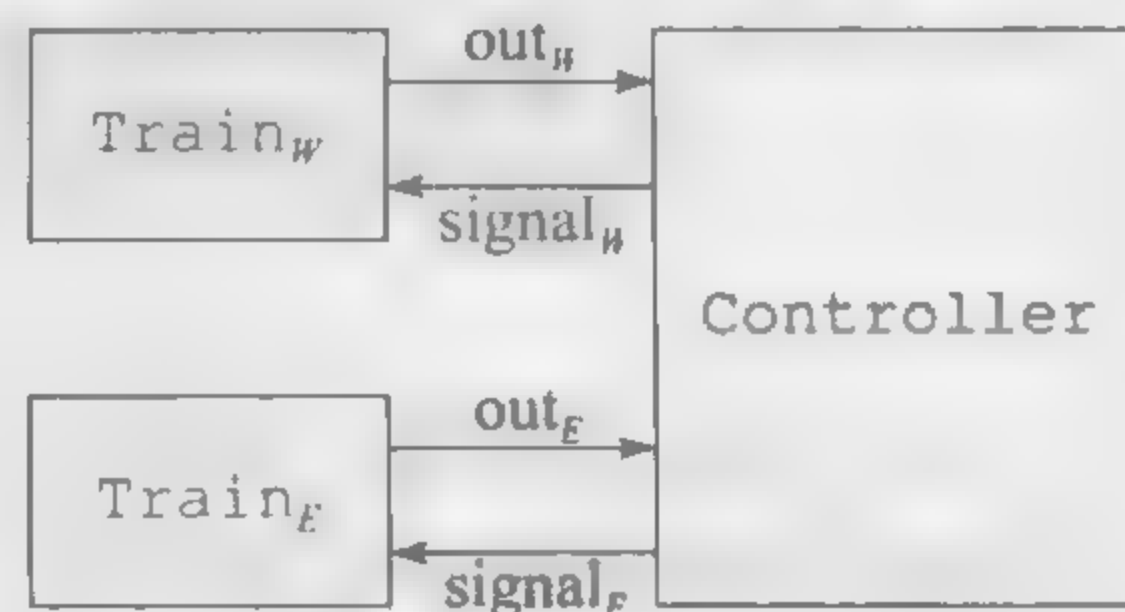 out_W
Train_W
signal_W
Controller
out_E
Train_E
signal_E